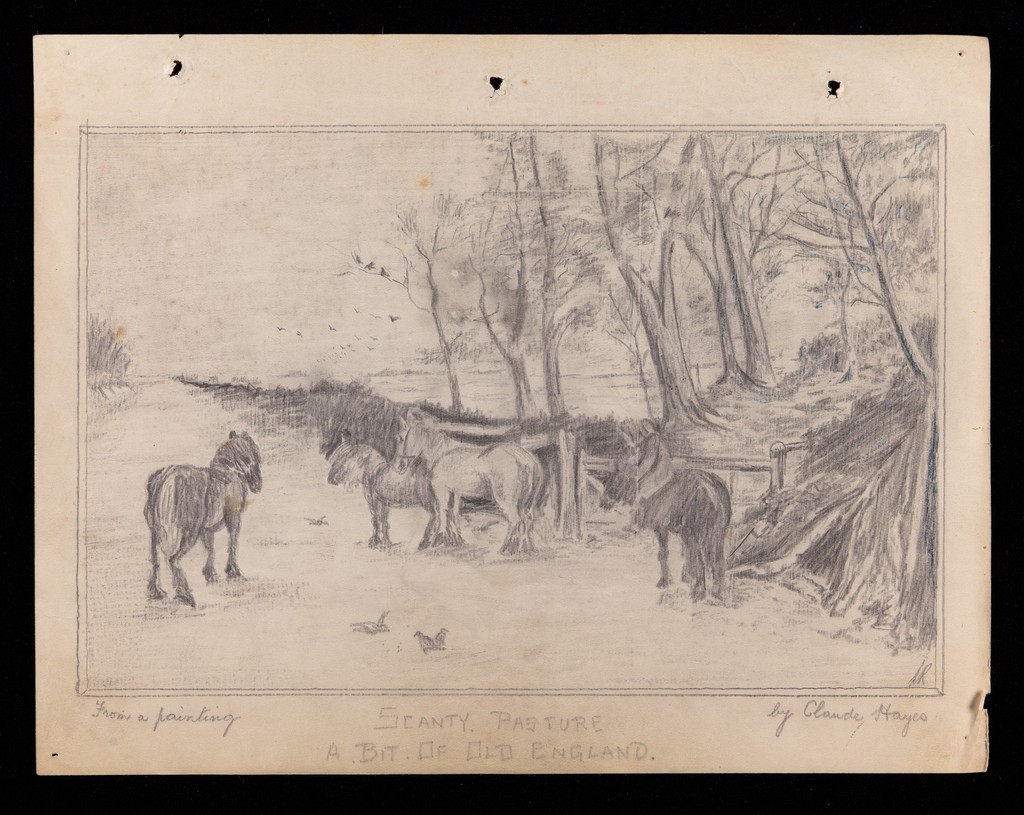 From a painting
SCANTY. PASTURE
A. BIT. OF OLD ENGLAND.
by Claude Hayes